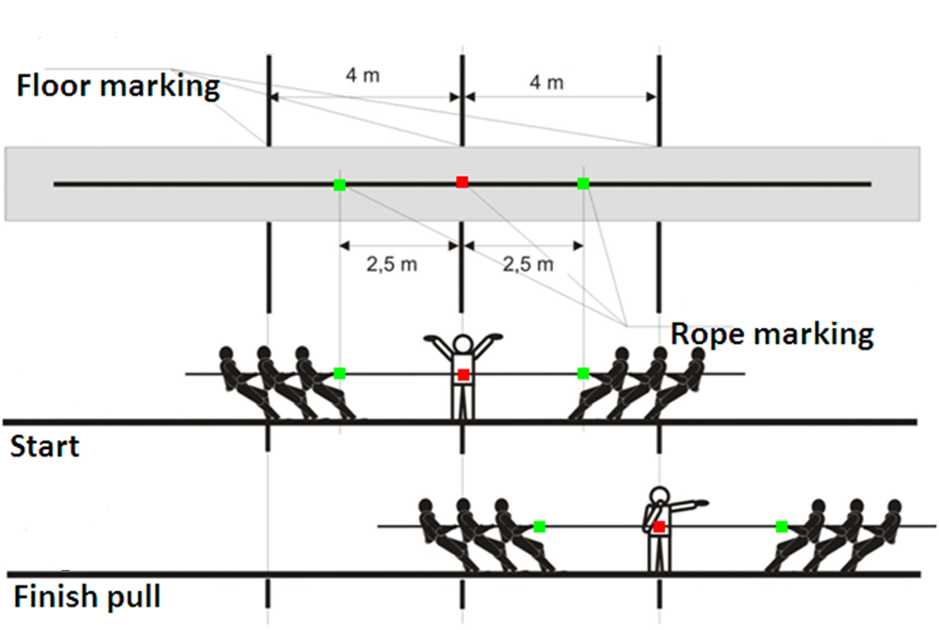 4 m
4 m
Floor marking
2,5 m
2,5 m
Rope marking
Start
Finish pull